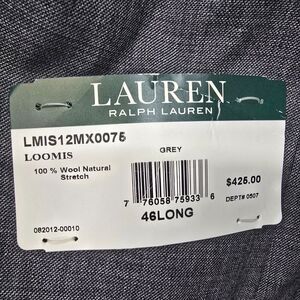 LAUREN
RALPH LAUREN
LMIS12MX0075
LOOMIS
GREY
100 % Wool Natural
Stretch
7 76058 75933 6
$425.00
46LONG
DEPT# 0507
082012-00010